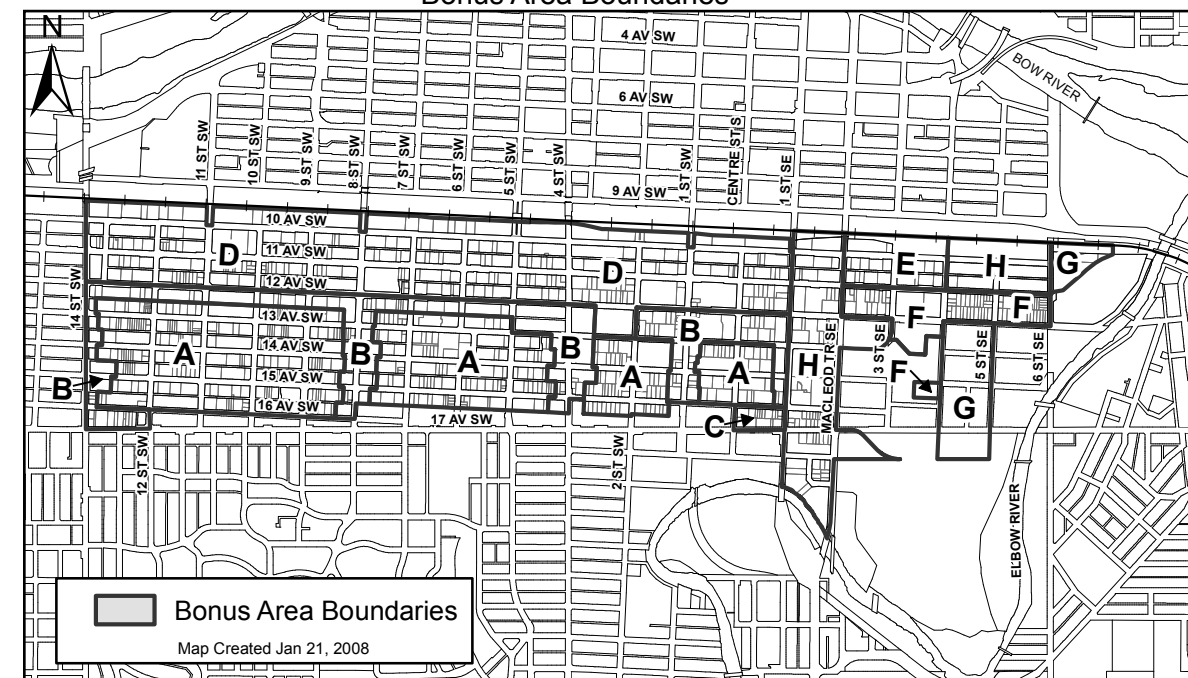 Bonus Area Boundaries
N
4 AV SW
BOW RIVER
6 AV SW
11 ST SW
10 ST SW
9 ST SW
8 ST SW
7 ST SW
6 ST SW
5 ST SW
4 ST SW
1 ST SW
CENTRE ST S
1 ST SE
9 AV SW
10 AV SW
D
11 AV SW
12 AV SW
D
E
H
G
14 ST SW
13 AV SW
14 AV SW
15 AV SW
16 AV SW
A
B
B
A
B
A
B
A
C
H
MACLEOD TR SE
3 ST SE
F
F
F
5 ST SE
6 ST SE
G
17 AV SW
12 ST SW
2 ST SW
ELBOW RIVER
Bonus Area Boundaries
Map Created Jan 21, 2008